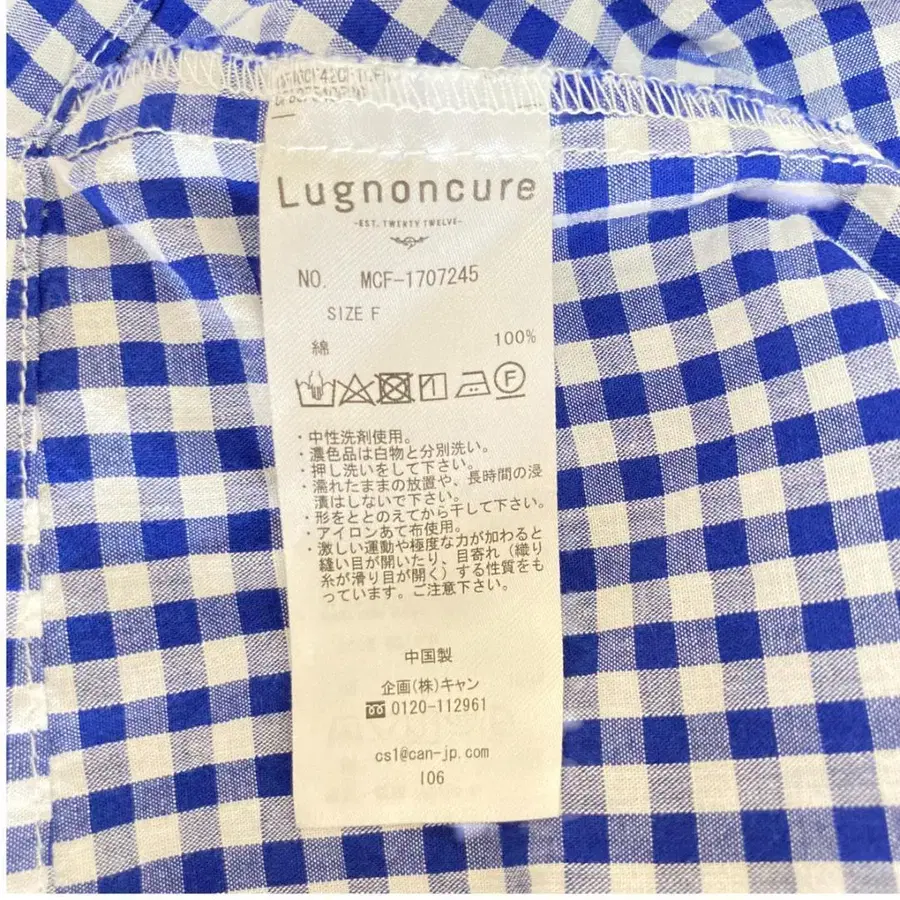 Lugnoncure
-EST. TWENTY TWELVE-
NO. MCF-1707245
SIZE F
綿 100%
F
・中性洗剤使用。
・濃色品は白物と分別洗い。
・押し洗いをして下さい。
・濡れたままの放置や、長時間の浸
漬はしないで下さい。
・形をととのえてから干して下さい。
・アイロンあて布使用。
・激しい運動や極度な力が加わると
縫い目が開いたり、目寄れ（織り
糸が滑り目が開く）する性質をも
っています。ご注意下さい。
中国製
企画(株)キャン
0120-112961
cs1@can-jp.com
I06